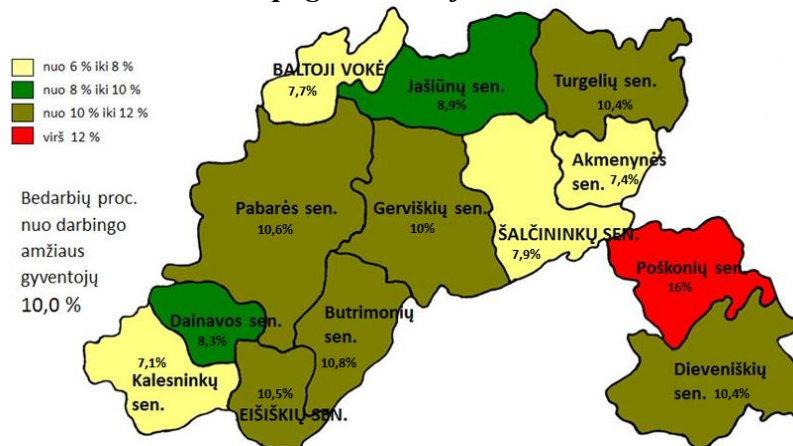 nuo 6 % iki 8 %
nuo 8 % iki 10 %
nuo 10 % iki 12 %
virš 12 %
Bedarbių proc.
nuo darbingo
amžiaus
gyventojų
10,0 %
BALTOJI VOKĖ
7,7%
Jašiūnų sen.
8,9%
Turgelių sen.
10,4%
Akmenynės
sen. 7,4%
Pabarės sen.
10,6%
Gerviškių sen.
10%
ŠALČININKŲ SEN.
7,9%
Poškonių sen.
16%
Dainavos sen.
8,3%
Butrimonių
sen.
10,8%
7,1%
Kalesninkų
sen.
10,5%
EIŠIŠKIŲ SEN.
Dieveniškių
sen. 10,4%